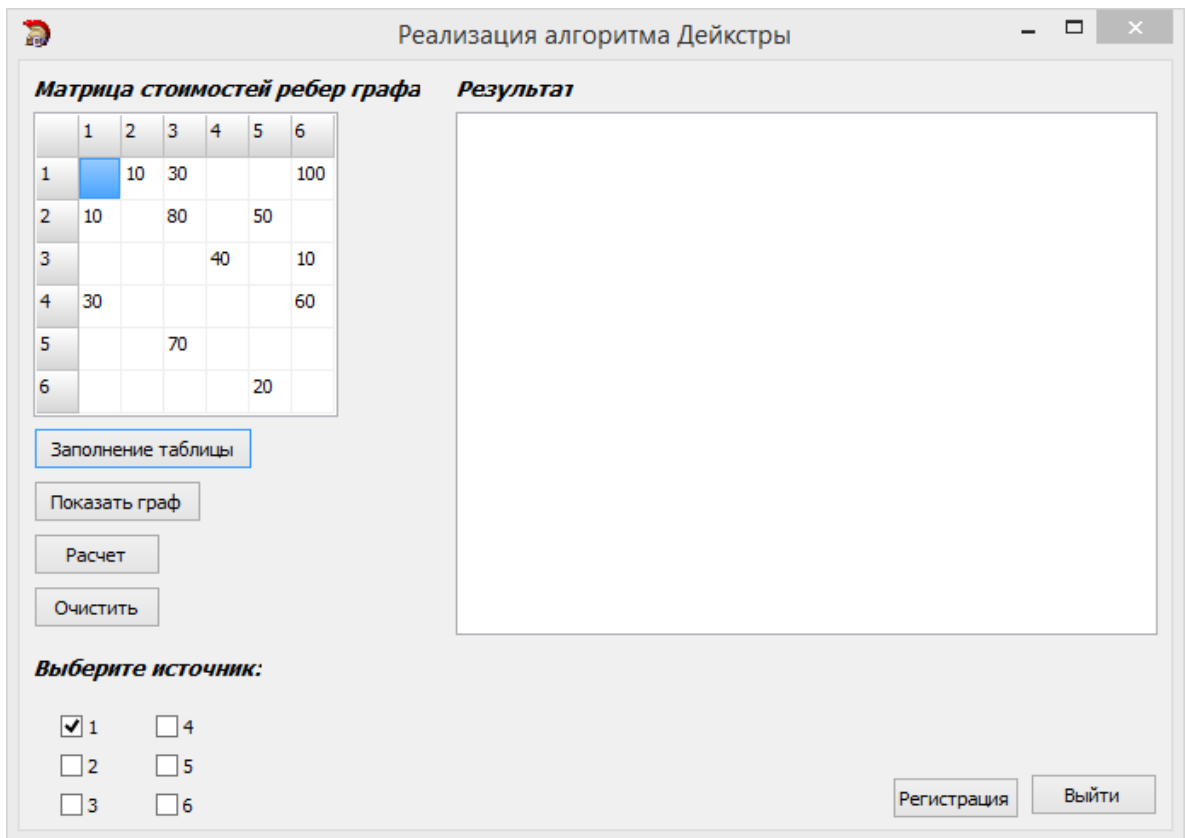 Реализация алгоритма Дейкстры
Матрица стоимостей ребер графа
Результат
1 2 3 4 5 6
1 10 30 100
2 10 80 50
3 40 10
4 30 60
5 70
6 20
Заполнение таблицы
Показать граф
Расчет
Очистить
Выберите источник:
1 4
2 5
3 6
Регистрация
Выйти